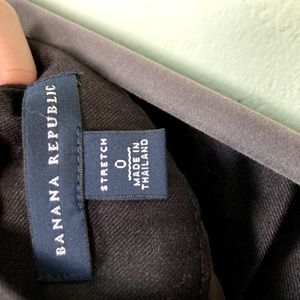 BANANA REPUBLIC
STRETCH
0
MADE IN
THAILAND